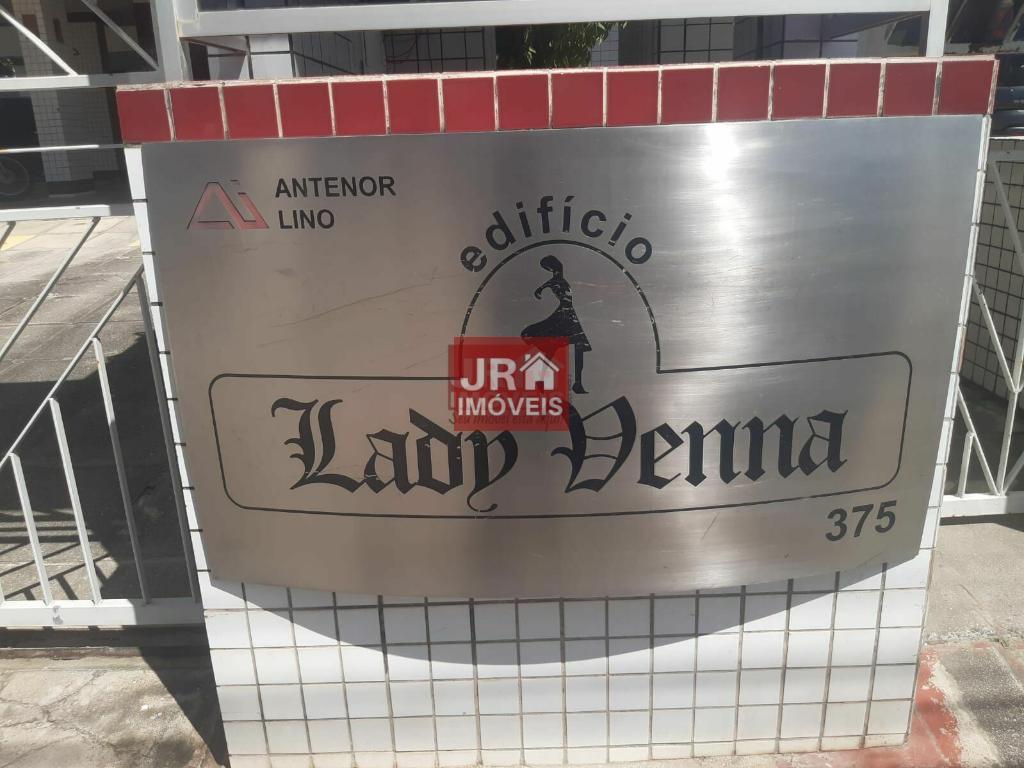 ANTENOR
LINO
edifício
JR
IMÓVEIS
Lady Venna
375